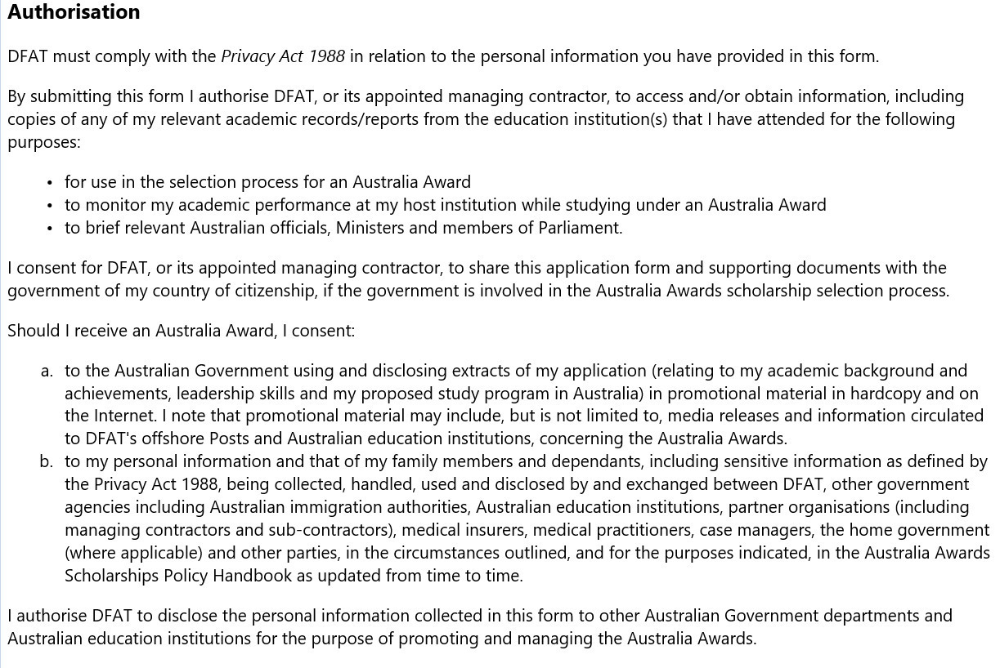 Authorisation
DFAT must comply with the Privacy Act 1988 in relation to the personal information you have provided in this form.
By submitting this form I authorise DFAT, or its appointed managing contractor, to access and/or obtain information, including
copies of any of my relevant academic records/reports from the education institution(s) that I have attended for the following
purposes:
• for use in the selection process for an Australia Award
• to monitor my academic performance at my host institution while studying under an Australia Award
• to brief relevant Australian officials, Ministers and members of Parliament.
I consent for DFAT, or its appointed managing contractor, to share this application form and supporting documents with the
government of my country of citizenship, if the government is involved in the Australia Awards scholarship selection process.
Should I receive an Australia Award, I consent:
a. to the Australian Government using and disclosing extracts of my application (relating to my academic background and
achievements, leadership skills and my proposed study program in Australia) in promotional material in hardcopy and on
the Internet. I note that promotional material may include, but is not limited to, media releases and information circulated
to DFAT's offshore Posts and Australian education institutions, concerning the Australia Awards.
b. to my personal information and that of my family members and dependants, including sensitive information as defined by
the Privacy Act 1988, being collected, handled, used and disclosed by and exchanged between DFAT, other government
agencies including Australian immigration authorities, Australian education institutions, partner organisations (including
managing contractors and sub-contractors), medical insurers, medical practitioners, case managers, the home government
(where applicable) and other parties, in the circumstances outlined, and for the purposes indicated, in the Australia Awards
Scholarships Policy Handbook as updated from time to time.
I authorise DFAT to disclose the personal information collected in this form to other Australian Government departments and
Australian education institutions for the purpose of promoting and managing the Australia Awards.